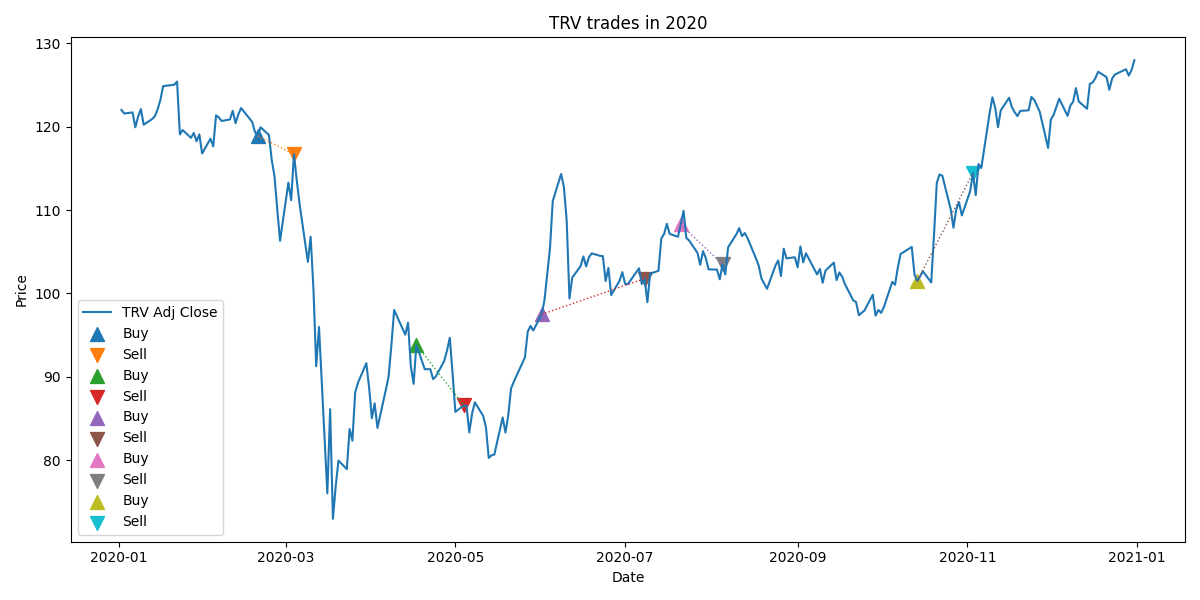 TRV trades in 2020
130
120
110
100
90
80
Price
TRV Adj Close
Buy
Sell
Buy
Sell
Buy
Sell
Buy
Sell
Buy
Sell
2020-01
2020-03
2020-05
2020-07
2020-09
2020-11
2021-01
Date